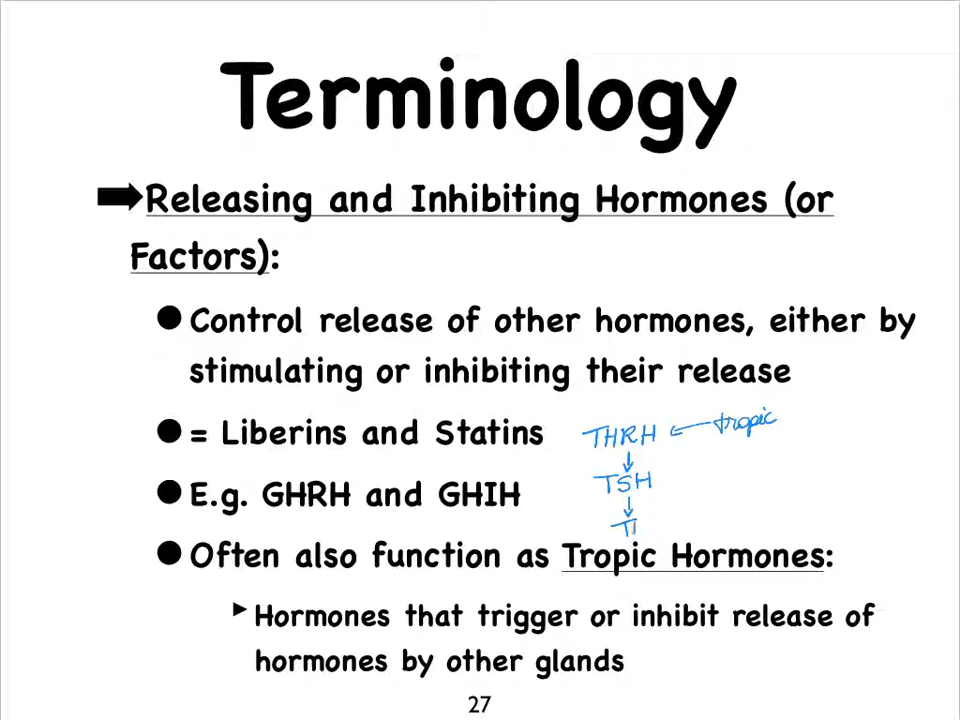 Terminology
➡Releasing and Inhibiting Hormones (or
Factors):
● Control release of other hormones, either by
stimulating or inhibiting their release
● = Liberins and Statins
THRH ← tropic
↓
● E.g. GHRH and GHIH
TSH
↓
● Often also function as Tropic Hormones:
▸ Hormones that trigger or inhibit release of
hormones by other glands
27